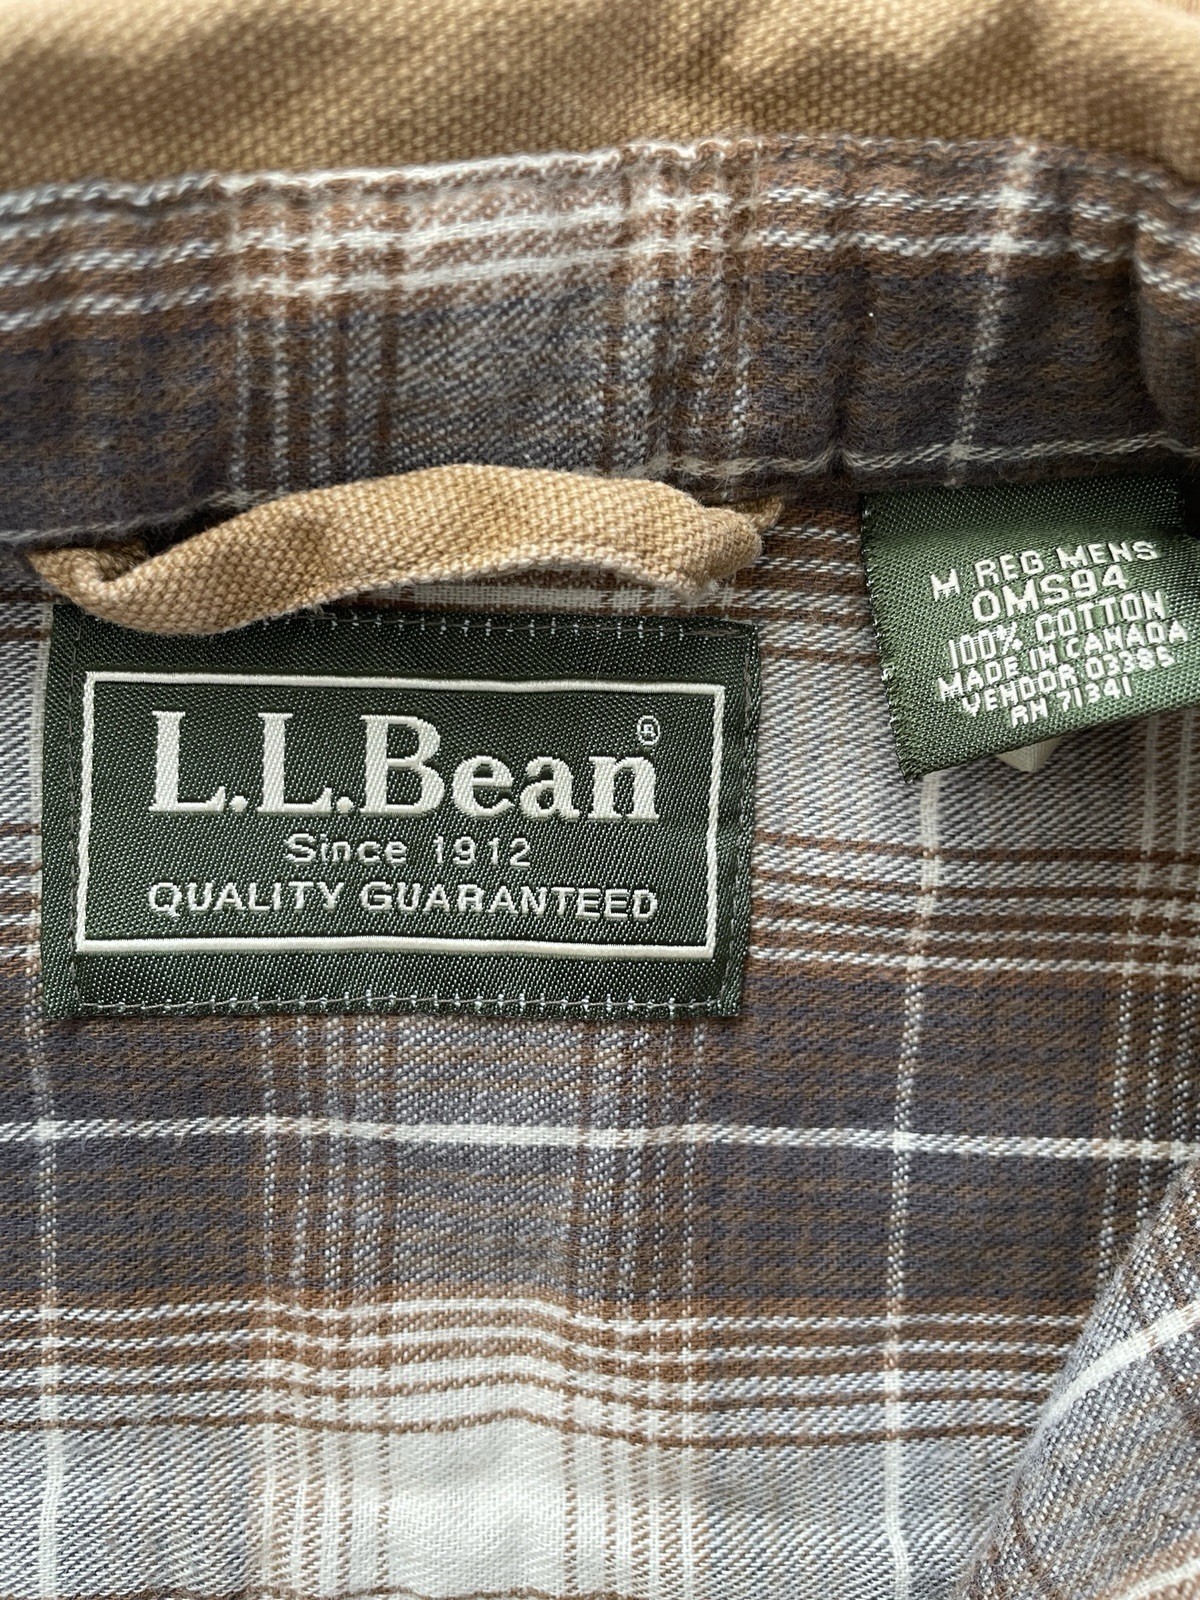 L.L.Bean®
Since 1912
QUALITY GUARANTEED
M REG MENS
OMS94
100% COTTON
MADE IN CANADA
VENDOR 03385
RN 71341